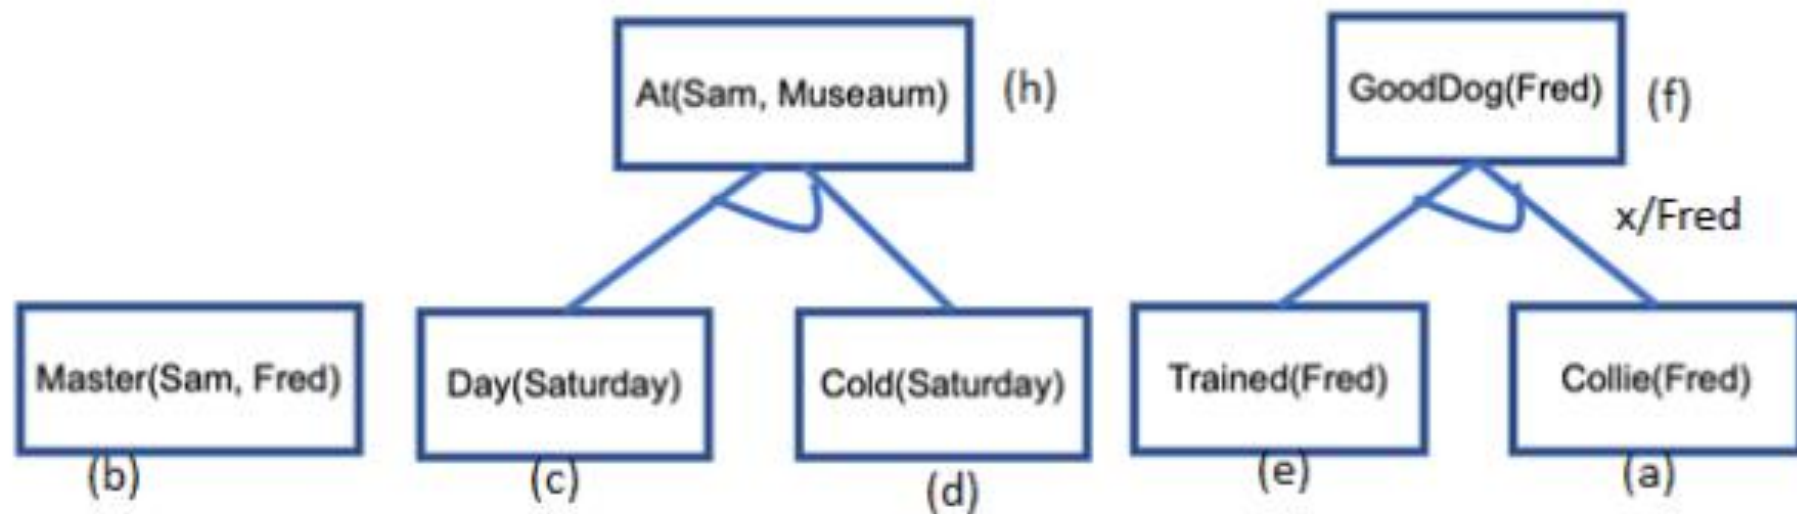 At(Sam, Museaum)
(h)
GoodDog(Fred)
(f)
x/Fred
Master(Sam, Fred)
Day(Saturday)
Cold(Saturday)
Trained(Fred)
Collie(Fred)
(b)
(c)
(d)
(e)
(a)